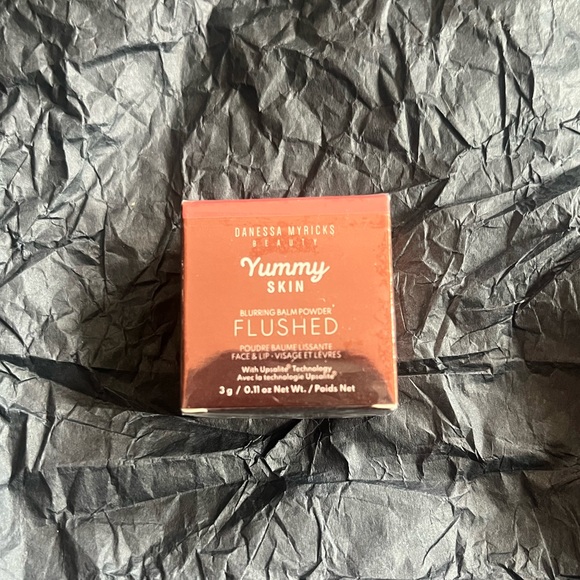 DANESSA MYRICKS
BEAUTY
Yummy
SKIN
BLURRING BALM POWDER
FLUSHED
POUDRE BAUME LISSANTE
FACE & LIP • VISAGE ET LÈVRES
With Upsalite® Technology
Avec la technologie Upsalite®
3 g / 0.11 oz Net Wt. / Poids Net